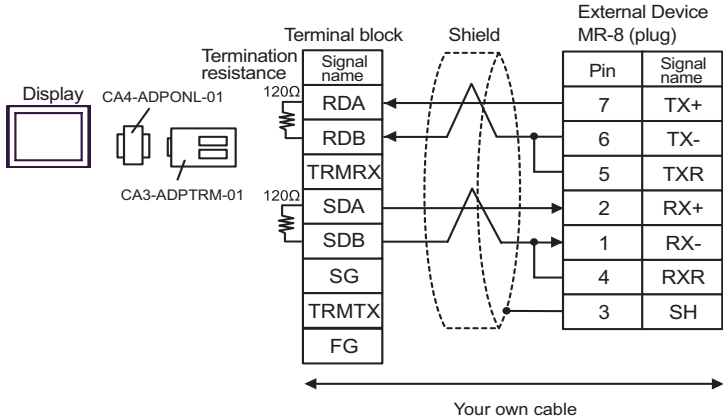 External Device
MR-8 (plug)
Terminal block
Shield
Termination
resistance
Signal
name
Pin
Signal
name
Display
CA4-ADPONL-01
120Ω
RDA
7
TX+
RDB
6
TX-
TRMRX
5
TXR
CA3-ADPTRM-01
120Ω
SDA
2
RX+
SDB
1
RX-
SG
4
RXR
TRMTX
3
SH
FG
Your own cable